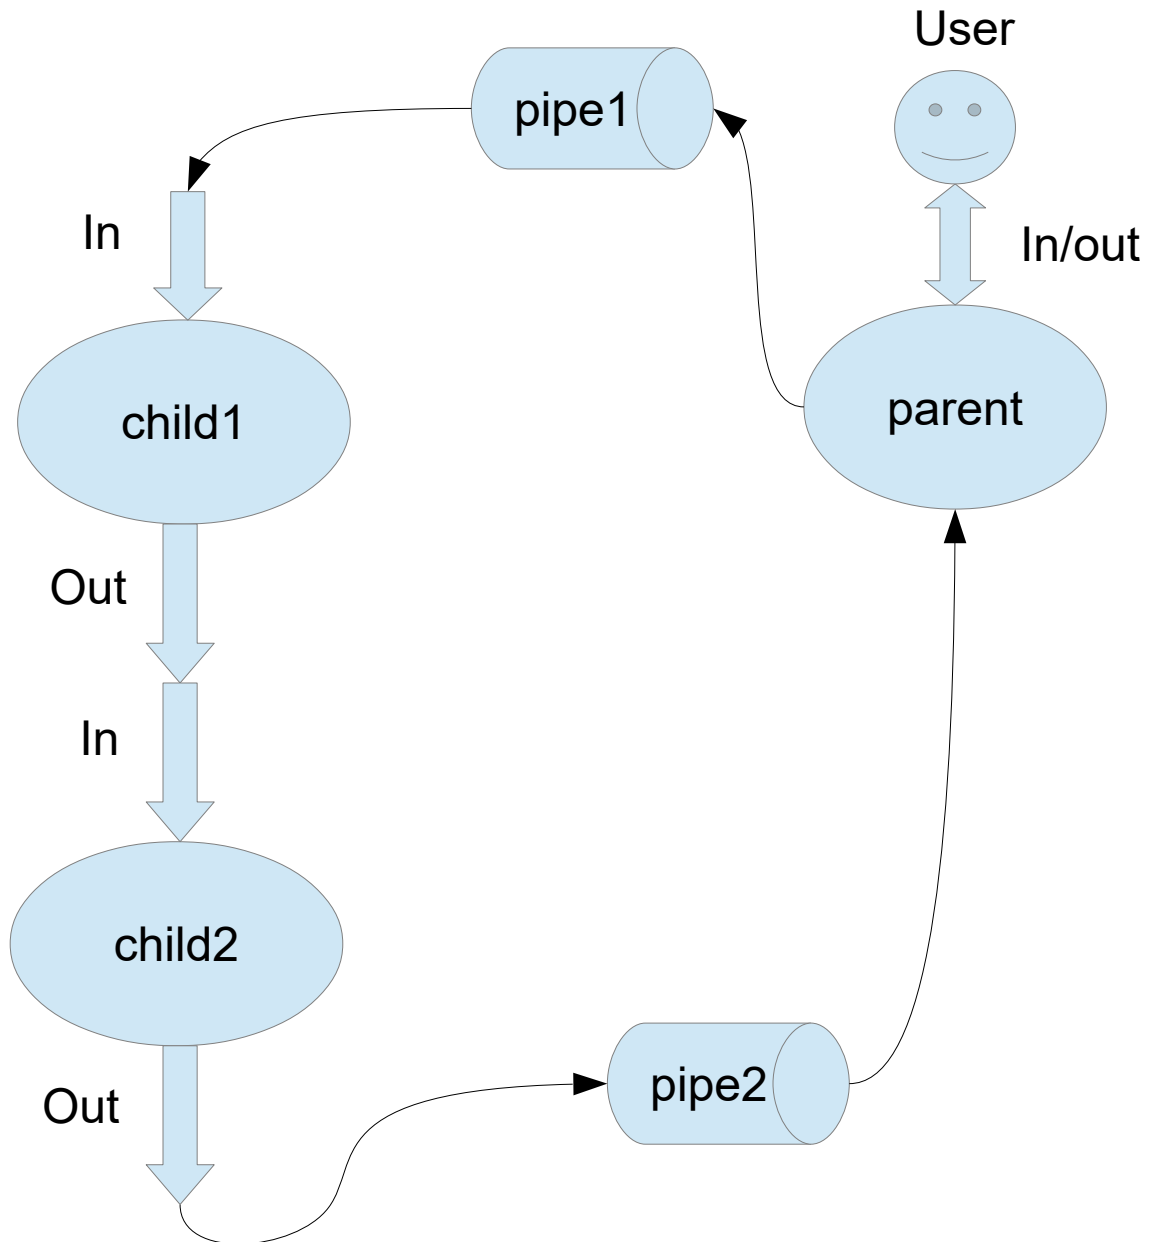 User
pipe1
In
In/out
child1
parent
Out
In
child2
pipe2
Out